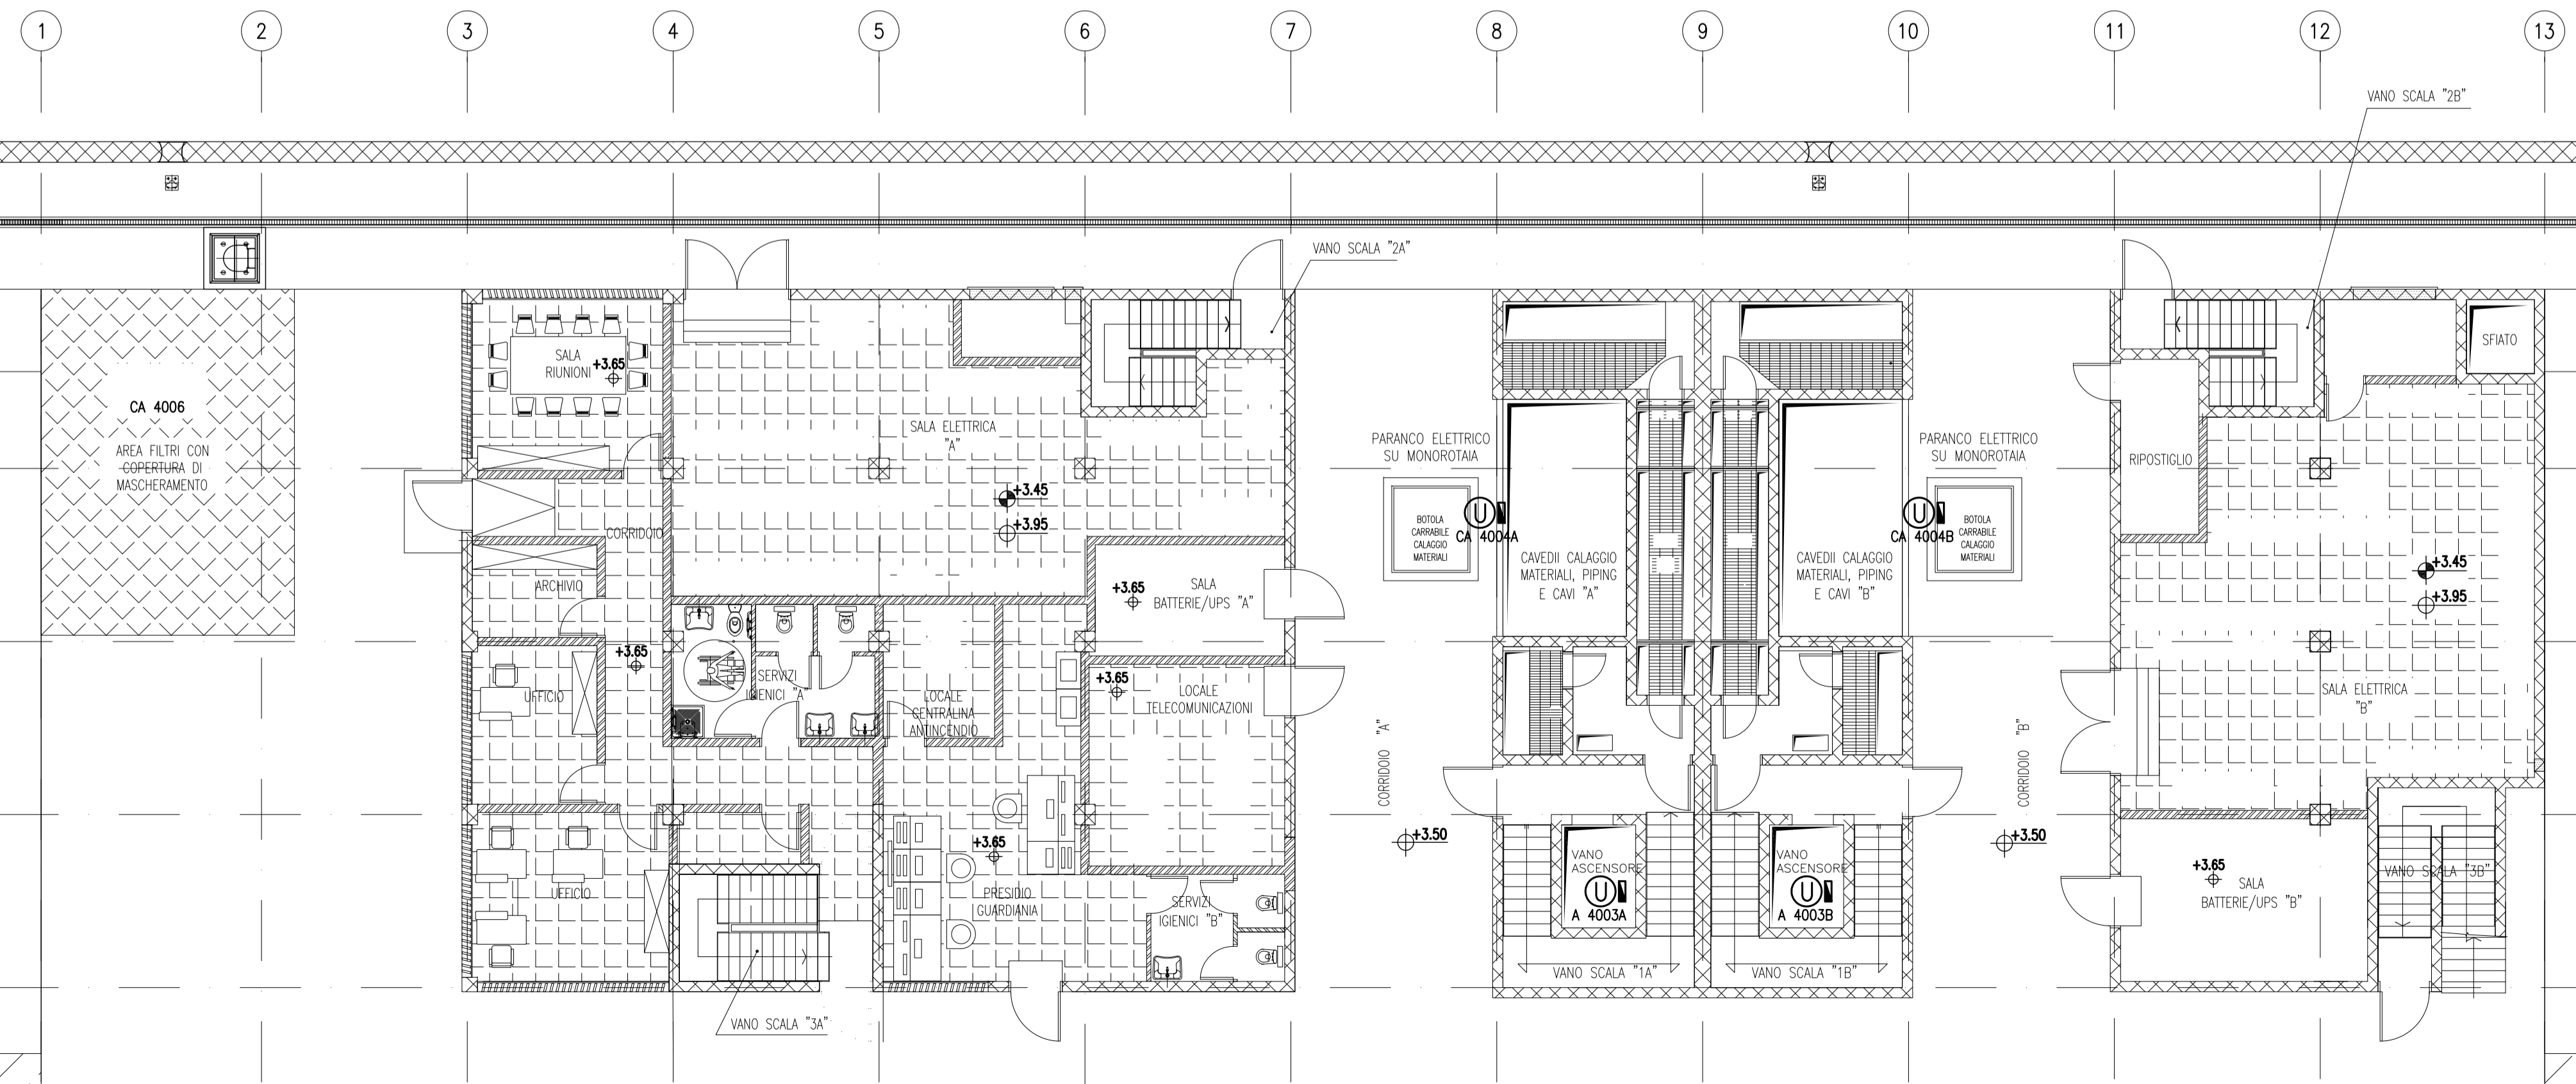 1 2 3 4 5 6 7 8 9 10 11 12 13
VANO SCALA "2B"
VANO SCALA "2A"
SFIATO
SALA
RIUNIONI
+3.65
CA 4006
AREA FILTRI CON
COPERTURA DI
MASCHERAMENTO
SALA ELETTRICA
"A"
+3.45
+3.95
CORRIDOIO
ARCHIVIO
+3.65
UFFICIO
SERVIZI
IGIENICI "A"
LOCALE
CENTRALINA
ANTINCENDIO
SALA
BATTERIE/UPS "A"
+3.65
+3.65
LOCALE
TELECOMUNICAZIONI
UFFICIO
+3.65
PRESIDIO
GUARDIANIA
SERVIZI
IGIENICI "B"
VANO SCALA "3A"
PARANCO ELETTRICO
SU MONOROTAIA
BOTOLA
CARRABILE
CALAGGIO
MATERIALI
U
CA 4004A
CAVEDII CALAGGIO
MATERIALI, PIPING
E CAVI "A"
CAVEDII CALAGGIO
MATERIALI, PIPING
E CAVI "B"
PARANCO ELETTRICO
SU MONOROTAIA
U
CA 4004B
BOTOLA
CARRABILE
CALAGGIO
MATERIALI
CORRIDOIO "A"
+3.50
VANO
ASCENSORE
U
A 4003A
VANO
ASCENSORE
U
A 4003B
VANO SCALA "1A"
VANO SCALA "1B"
CORRIDOIO "B"
+3.50
RIPOSTIGLIO
+3.45
+3.95
SALA ELETTRICA
"B"
+3.65
SALA
BATTERIE/UPS "B"
VANO SCALA "3B"